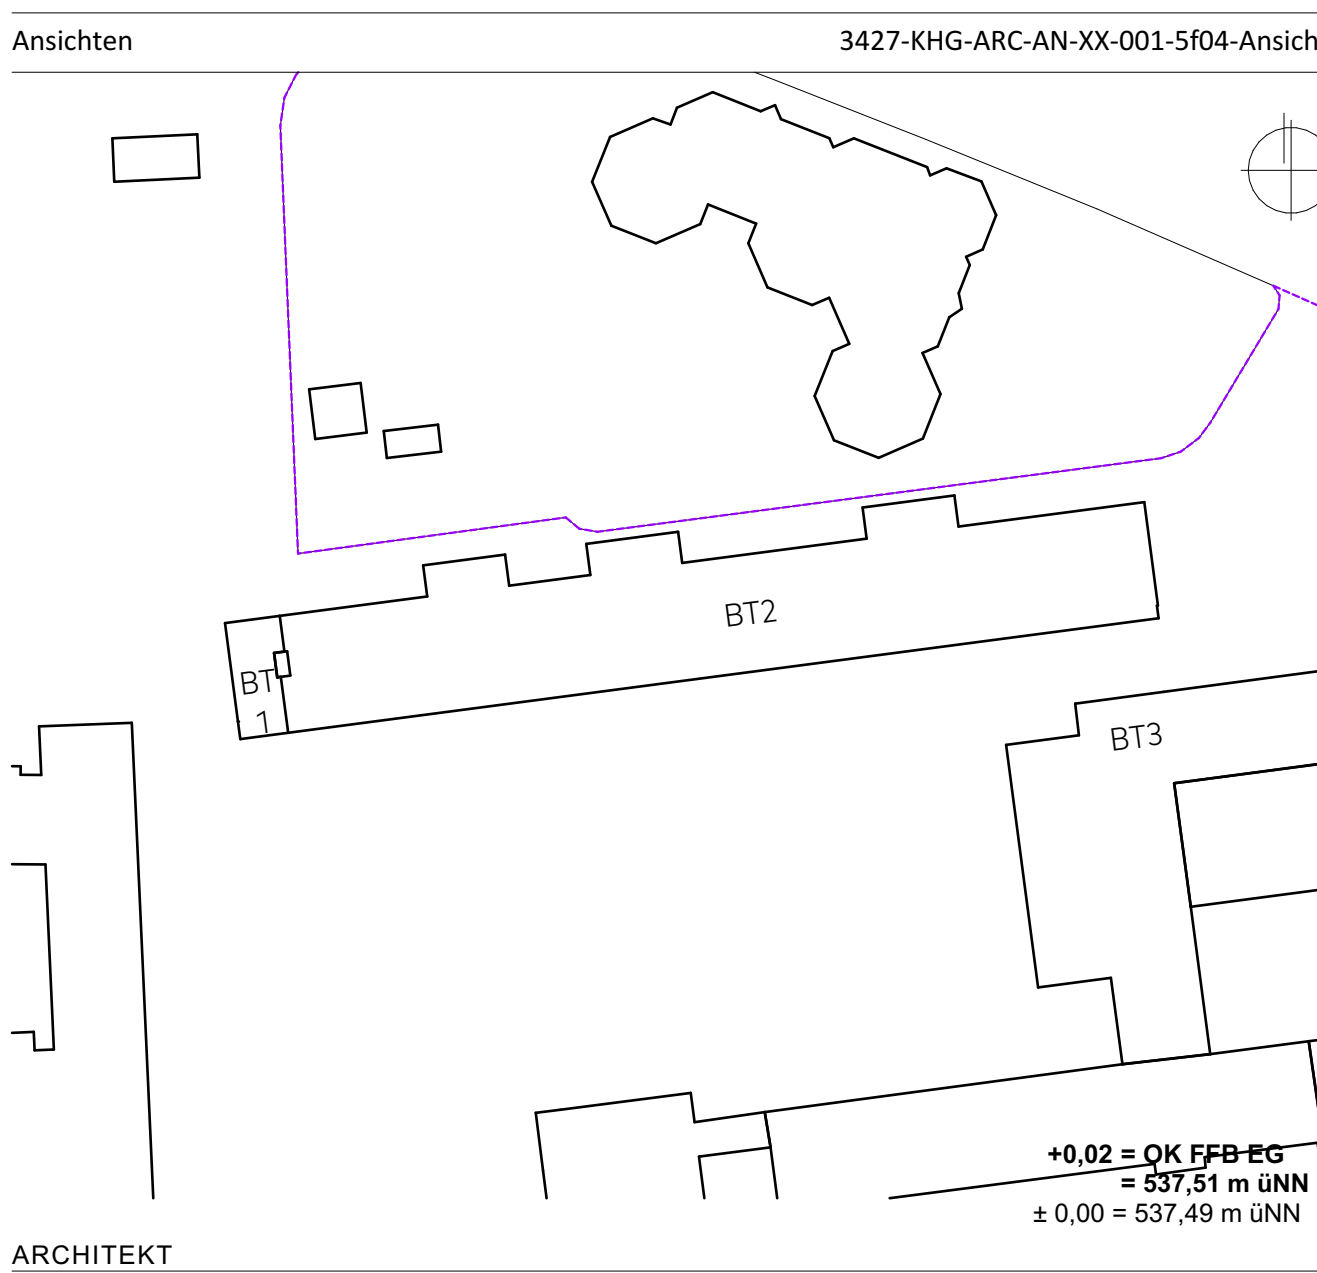 Ansichten
3427-KHG-ARC-AN-XX-001-5f04-Ansich
BT2
BT
1
BT3
+0,02 = OK FFB EG
= 537,51 m üNN
± 0,00 = 537,49 m üNN
ARCHITEKT